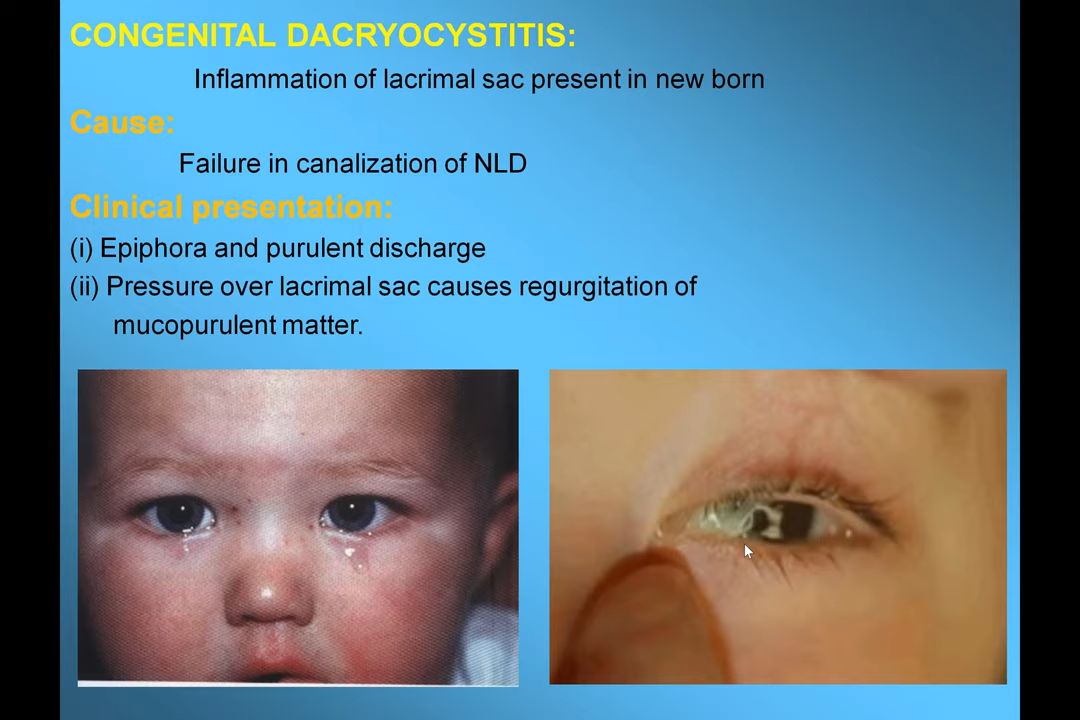 CONGENITAL DACRYOCYSTITIS:
Inflammation of lacrimal sac present in new born
Cause:
Failure in canalization of NLD
Clinical presentation:
(i) Epiphora and purulent discharge
(ii) Pressure over lacrimal sac causes regurgitation of
mucopurulent matter.